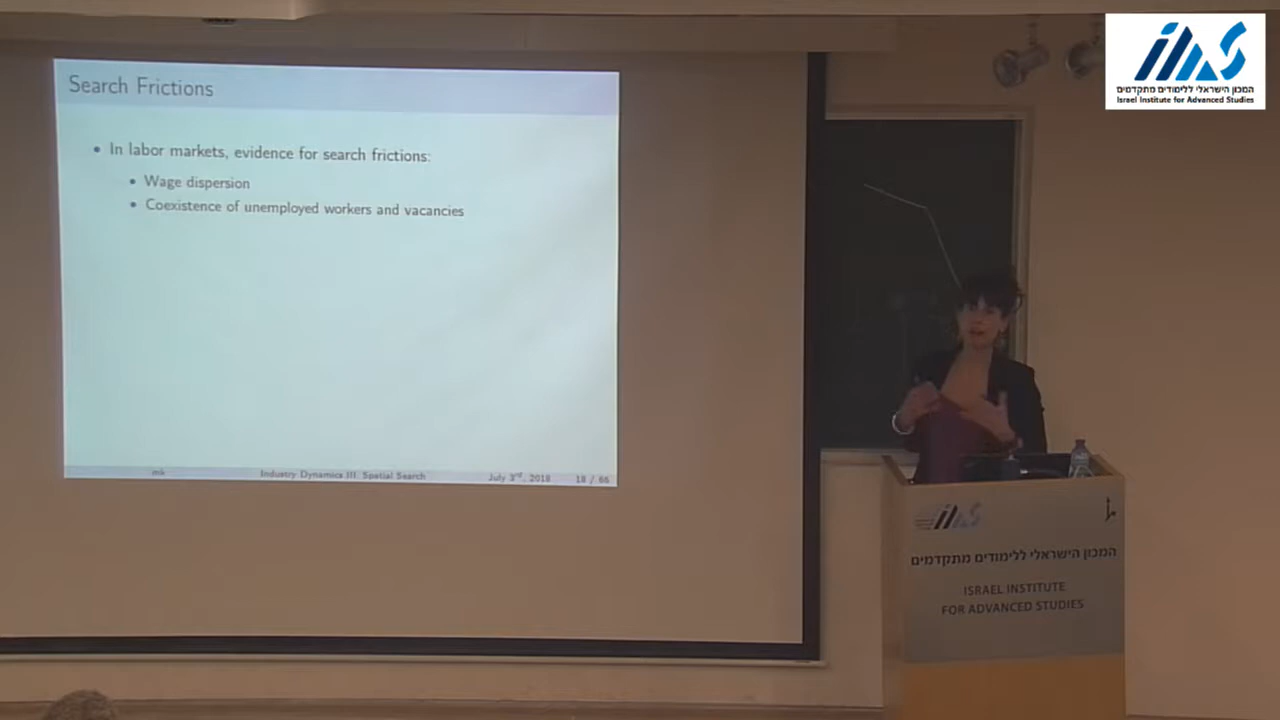 Search Frictions
• In labor markets, evidence for search frictions:
• Wage dispersion
• Coexistence of unemployed workers and vacancies
mk Industry Dynamics III: Spatial Search July 3rd, 2018 18 / 66
המכון הישראלי ללימודים מתקדמים
Israel Institute for Advanced Studies
המכון הישראלי ללימודים מתקדמים
ISRAEL INSTITUTE
FOR ADVANCED STUDIES